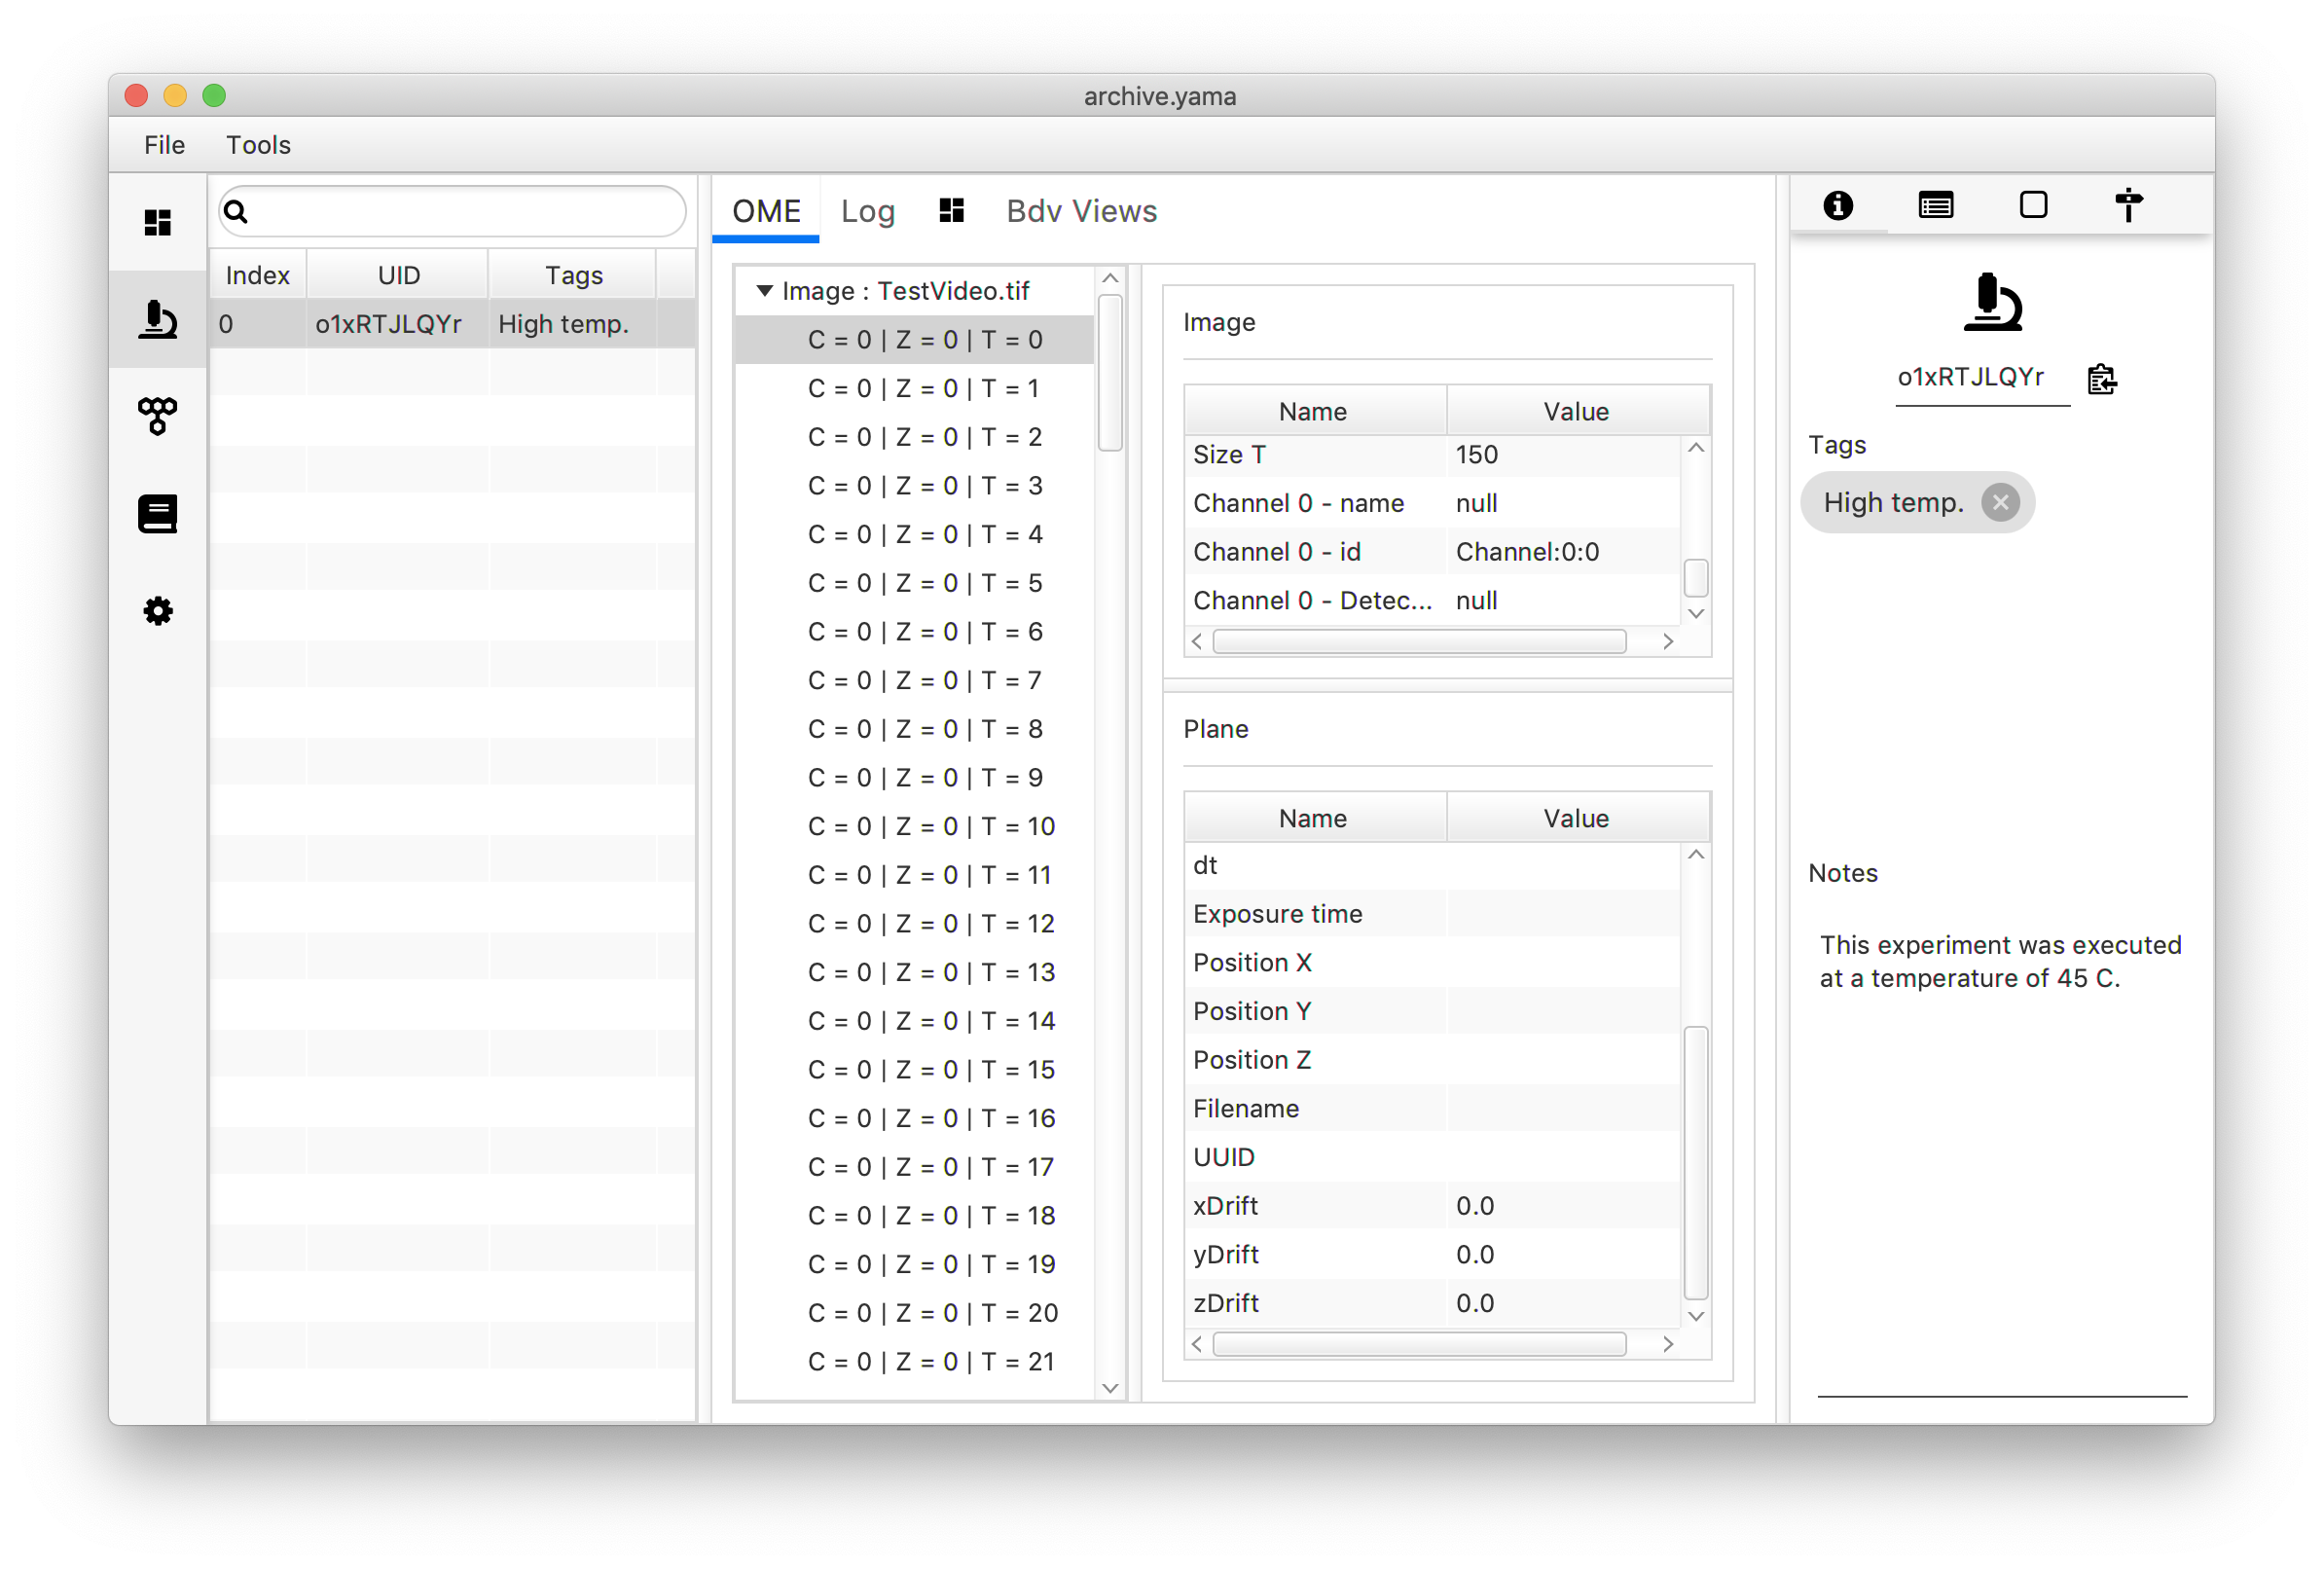 archive.yama
File Tools
Index UID Tags
0 o1xRTJLQYr High temp.
OME Log Bdv Views
Image : TestVideo.tif
C = 0 | Z = 0 | T = 0
C = 0 | Z = 0 | T = 1
C = 0 | Z = 0 | T = 2
C = 0 | Z = 0 | T = 3
C = 0 | Z = 0 | T = 4
C = 0 | Z = 0 | T = 5
C = 0 | Z = 0 | T = 6
C = 0 | Z = 0 | T = 7
C = 0 | Z = 0 | T = 8
C = 0 | Z = 0 | T = 9
C = 0 | Z = 0 | T = 10
C = 0 | Z = 0 | T = 11
C = 0 | Z = 0 | T = 12
C = 0 | Z = 0 | T = 13
C = 0 | Z = 0 | T = 14
C = 0 | Z = 0 | T = 15
C = 0 | Z = 0 | T = 16
C = 0 | Z = 0 | T = 17
C = 0 | Z = 0 | T = 18
C = 0 | Z = 0 | T = 19
C = 0 | Z = 0 | T = 20
C = 0 | Z = 0 | T = 21
Image
Name Value
Size T 150
Channel 0 - name null
Channel 0 - id Channel:0:0
Channel 0 - Detec... null
Plane
Name Value
dt
Exposure time
Position X
Position Y
Position Z
Filename
UUID
xDrift 0.0
yDrift 0.0
zDrift 0.0
o1xRTJLQYr
Tags
High temp.
Notes
This experiment was executed
at a temperature of 45 C.